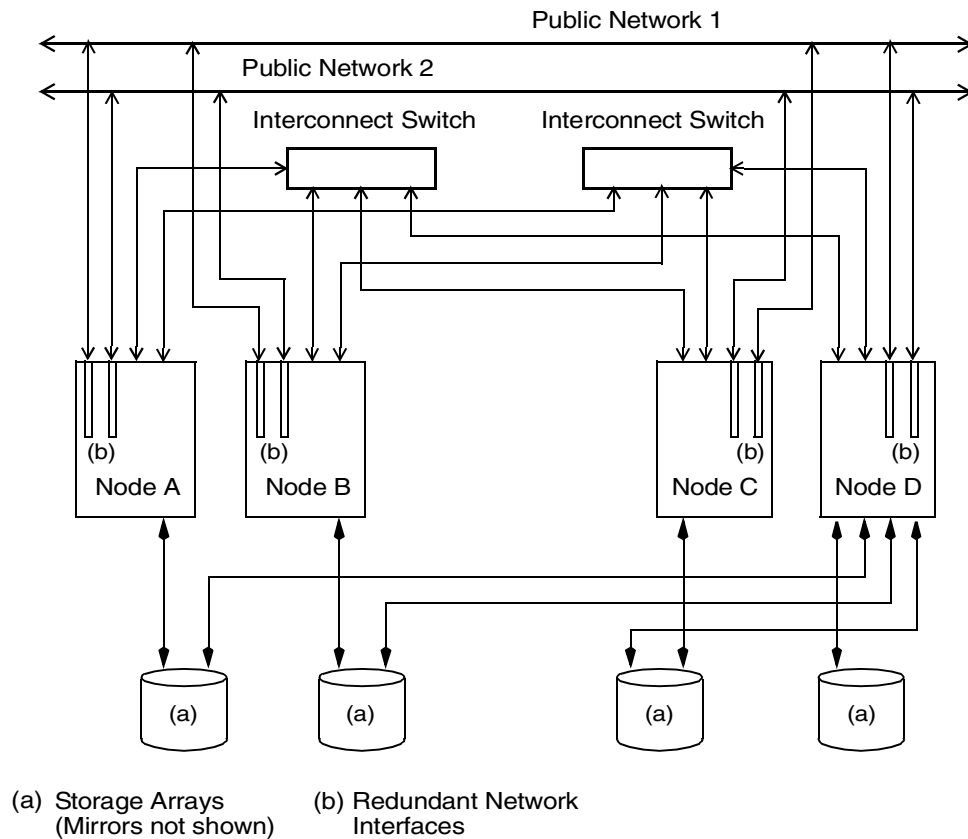 Public Network 1
Public Network 2
Interconnect Switch
Interconnect Switch
(b)
(b)
(b)
(b)
Node A
Node B
Node C
Node D
(a)
(a)
(a)
(a)
(a) Storage Arrays
(Mirrors not shown)
(b) Redundant Network
Interfaces